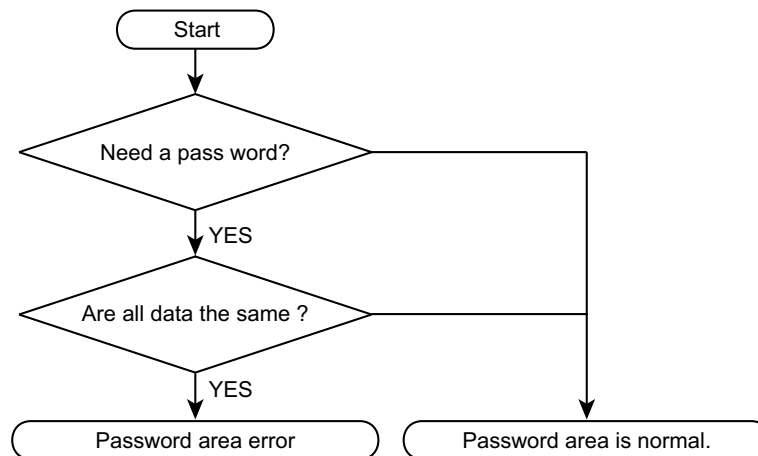 Start
Need a pass word?
YES
Are all data the same ?
YES
Password area error
Password area is normal.